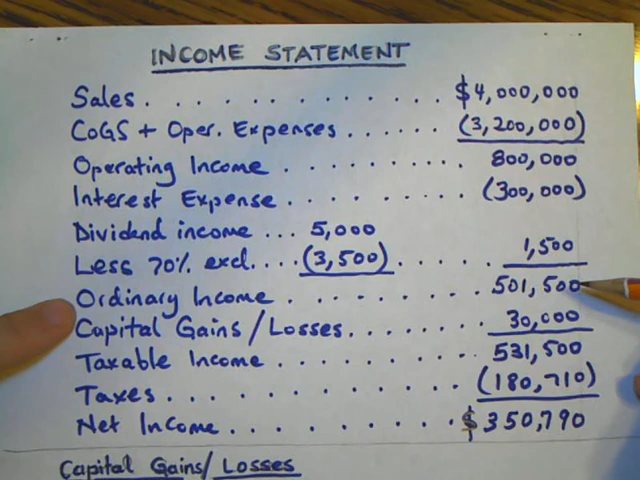 INCOME STATEMENT
Sales . . . . . . . . . . . . $4,000,000
CoGS + Oper. Expenses . . . . . . (3,200,000)
Operating Income . . . . . . . . . 800,000
Interest Expense . . . . . . . . . (300,000)
Dividend income ... 5,000
Less 70% excl.... (3,500) . . . . . 1,500
Ordinary Income . . . . . . . . . 501,500
Capital Gains/Losses. . . . . . . . 30,000
Taxable Income . . . . . . . . . . 531,500
Taxes . . . . . . . . . . . . . . (180,710)
Net Income . . . . . . . . . . $350,790
Capital Gains/Losses